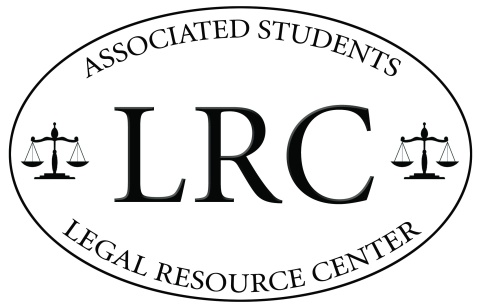 ASSOCIATED STUDENTS
LRC
LEGAL RESOURCE CENTER